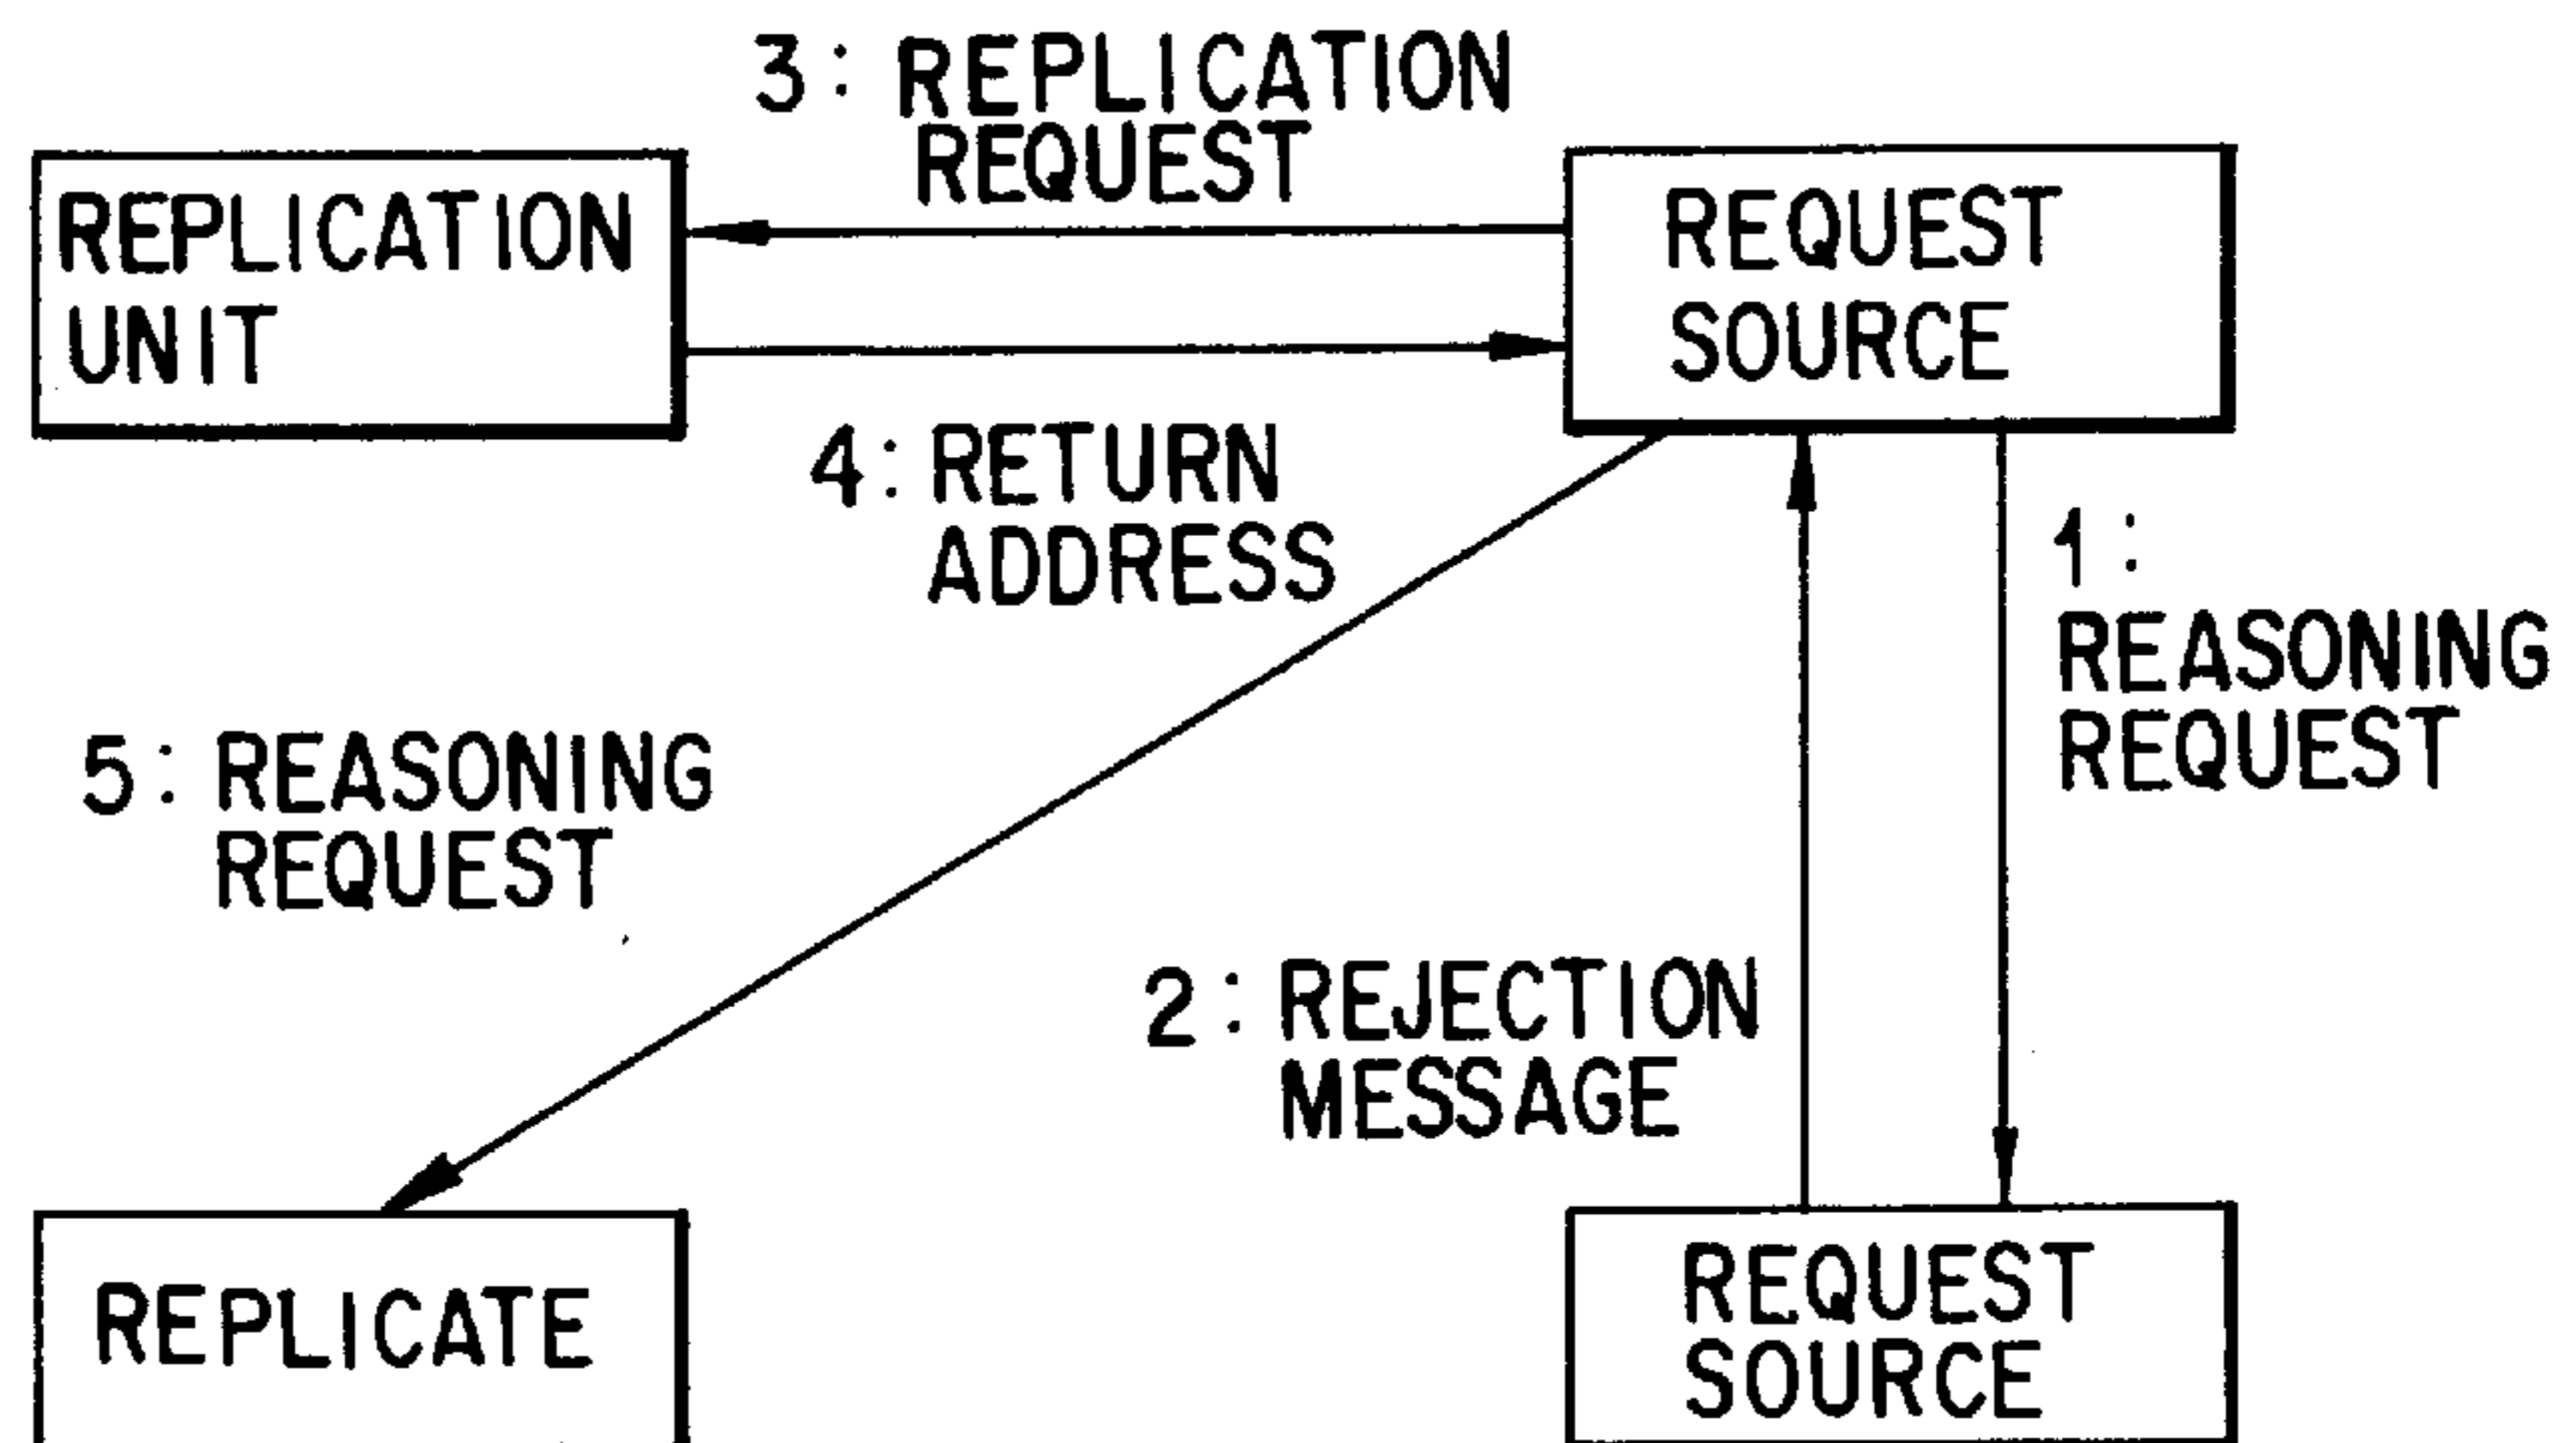 3: REPLICATION
REQUEST
REPLICATION
UNIT
REQUEST
SOURCE
4: RETURN
ADDRESS
1:
REASONING
REQUEST
5: REASONING
REQUEST
2: REJECTION
MESSAGE
REPLICATE
REQUEST
SOURCE